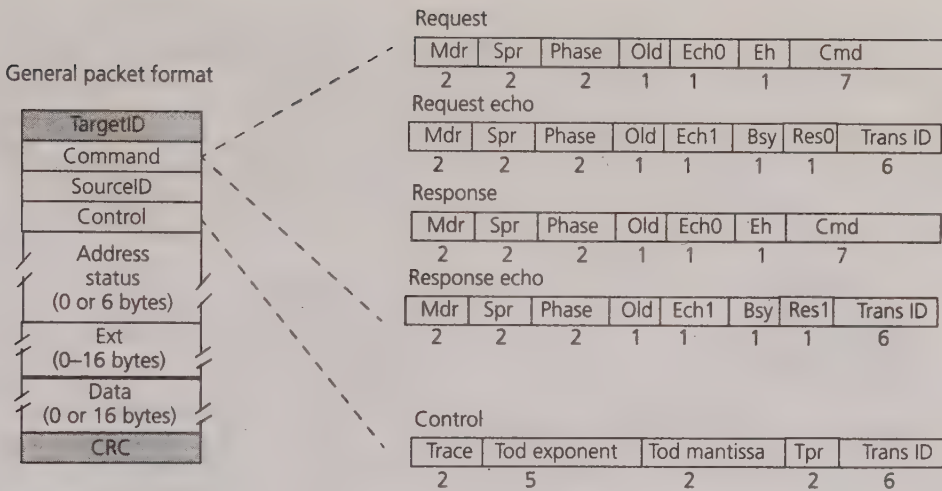 General packet format
TargetID
Command
SourceID
Control
Address
status
(0 or 6 bytes)
Ext
(0–16 bytes)
Data
(0 or 16 bytes)
CRC
Request
Mdr Spr Phase Old Ech0 Eh Cmd
2 2 2 1 1 1 7
Request echo
Mdr Spr Phase Old Ech1 Bsy Res0 Trans ID
2 2 2 1 1 1 1 6
Response
Mdr Spr Phase Old Ech0 Eh Cmd
2 2 2 1 1 1 7
Response echo
Mdr Spr Phase Old Ech1 Bsy Res1 Trans ID
2 2 2 1 1 1 1 6
Control
Trace Tod exponent Tod mantissa Tpr Trans ID
2 5 2 2 6